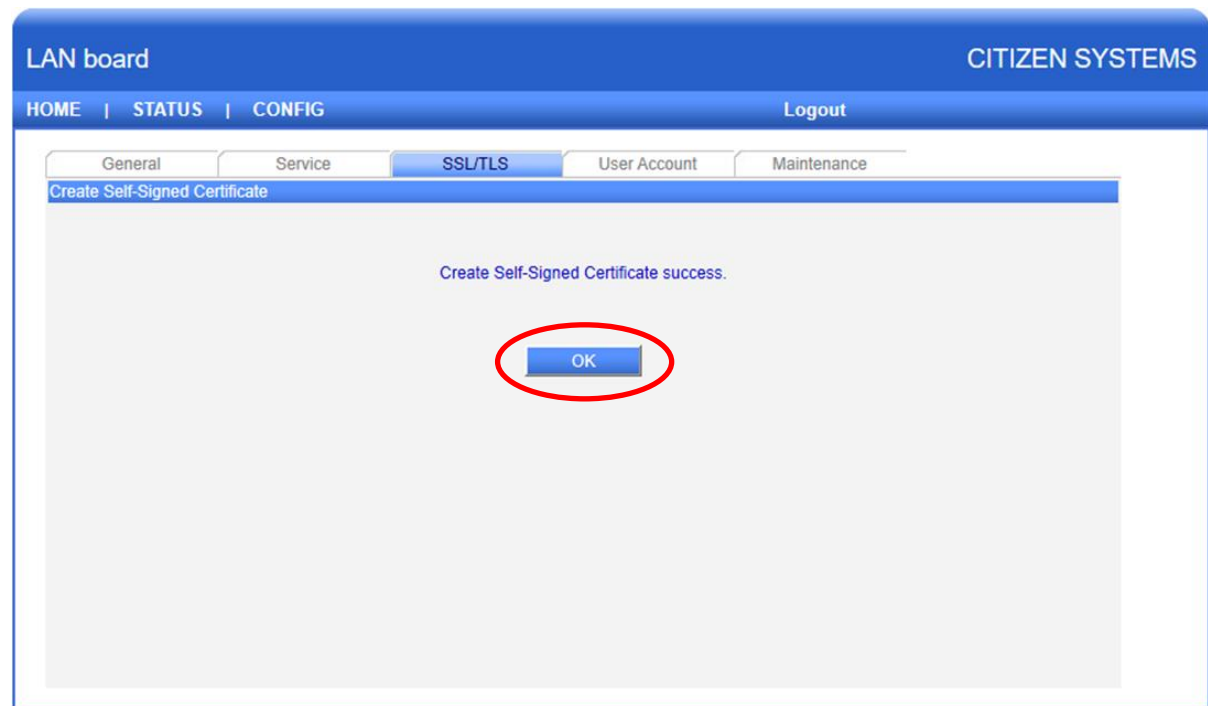 LAN board CITIZEN SYSTEMS
HOME | STATUS | CONFIG Logout
General Service SSL/TLS User Account Maintenance
Create Self-Signed Certificate
Create Self-Signed Certificate success.
OK